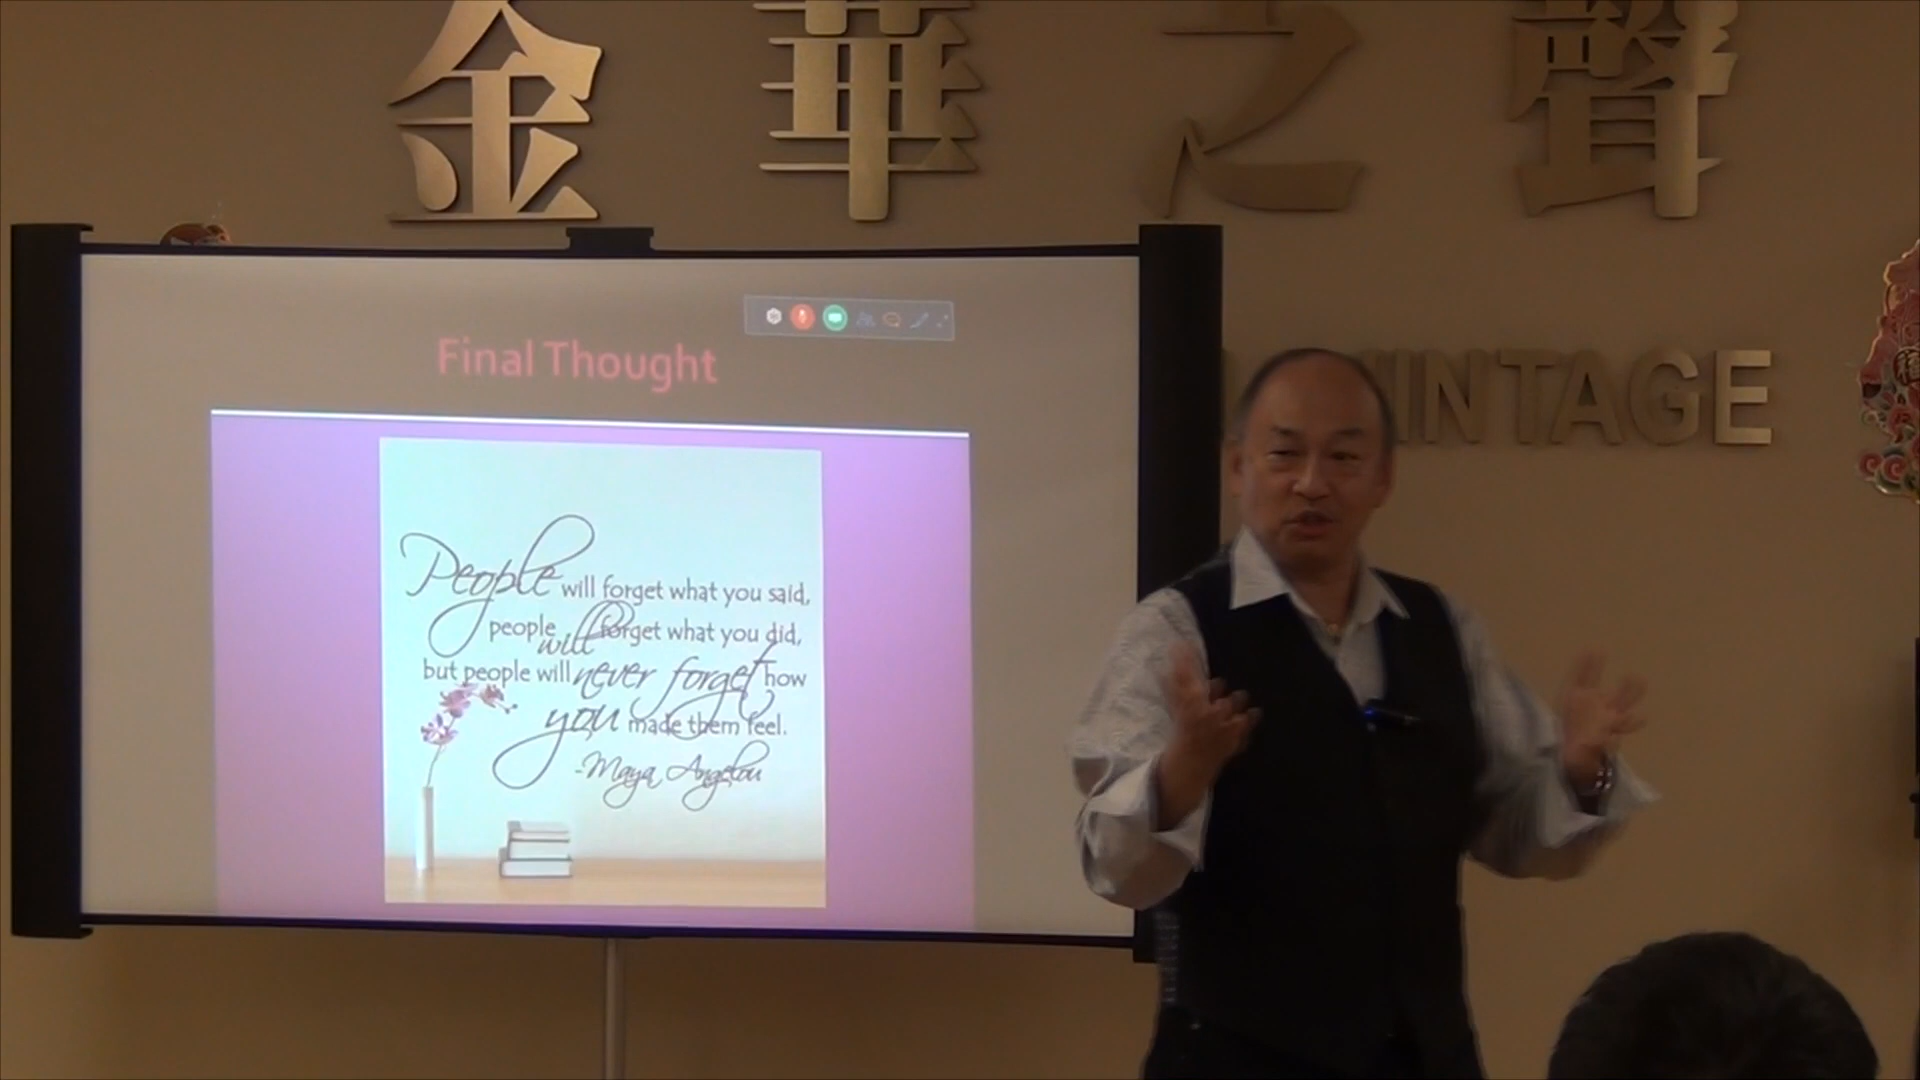 金華之聲
INTAGE
Final Thought
People will forget what you said,
people will forget what you did,
but people will never forget how
you made them feel.
-Maya Angelou